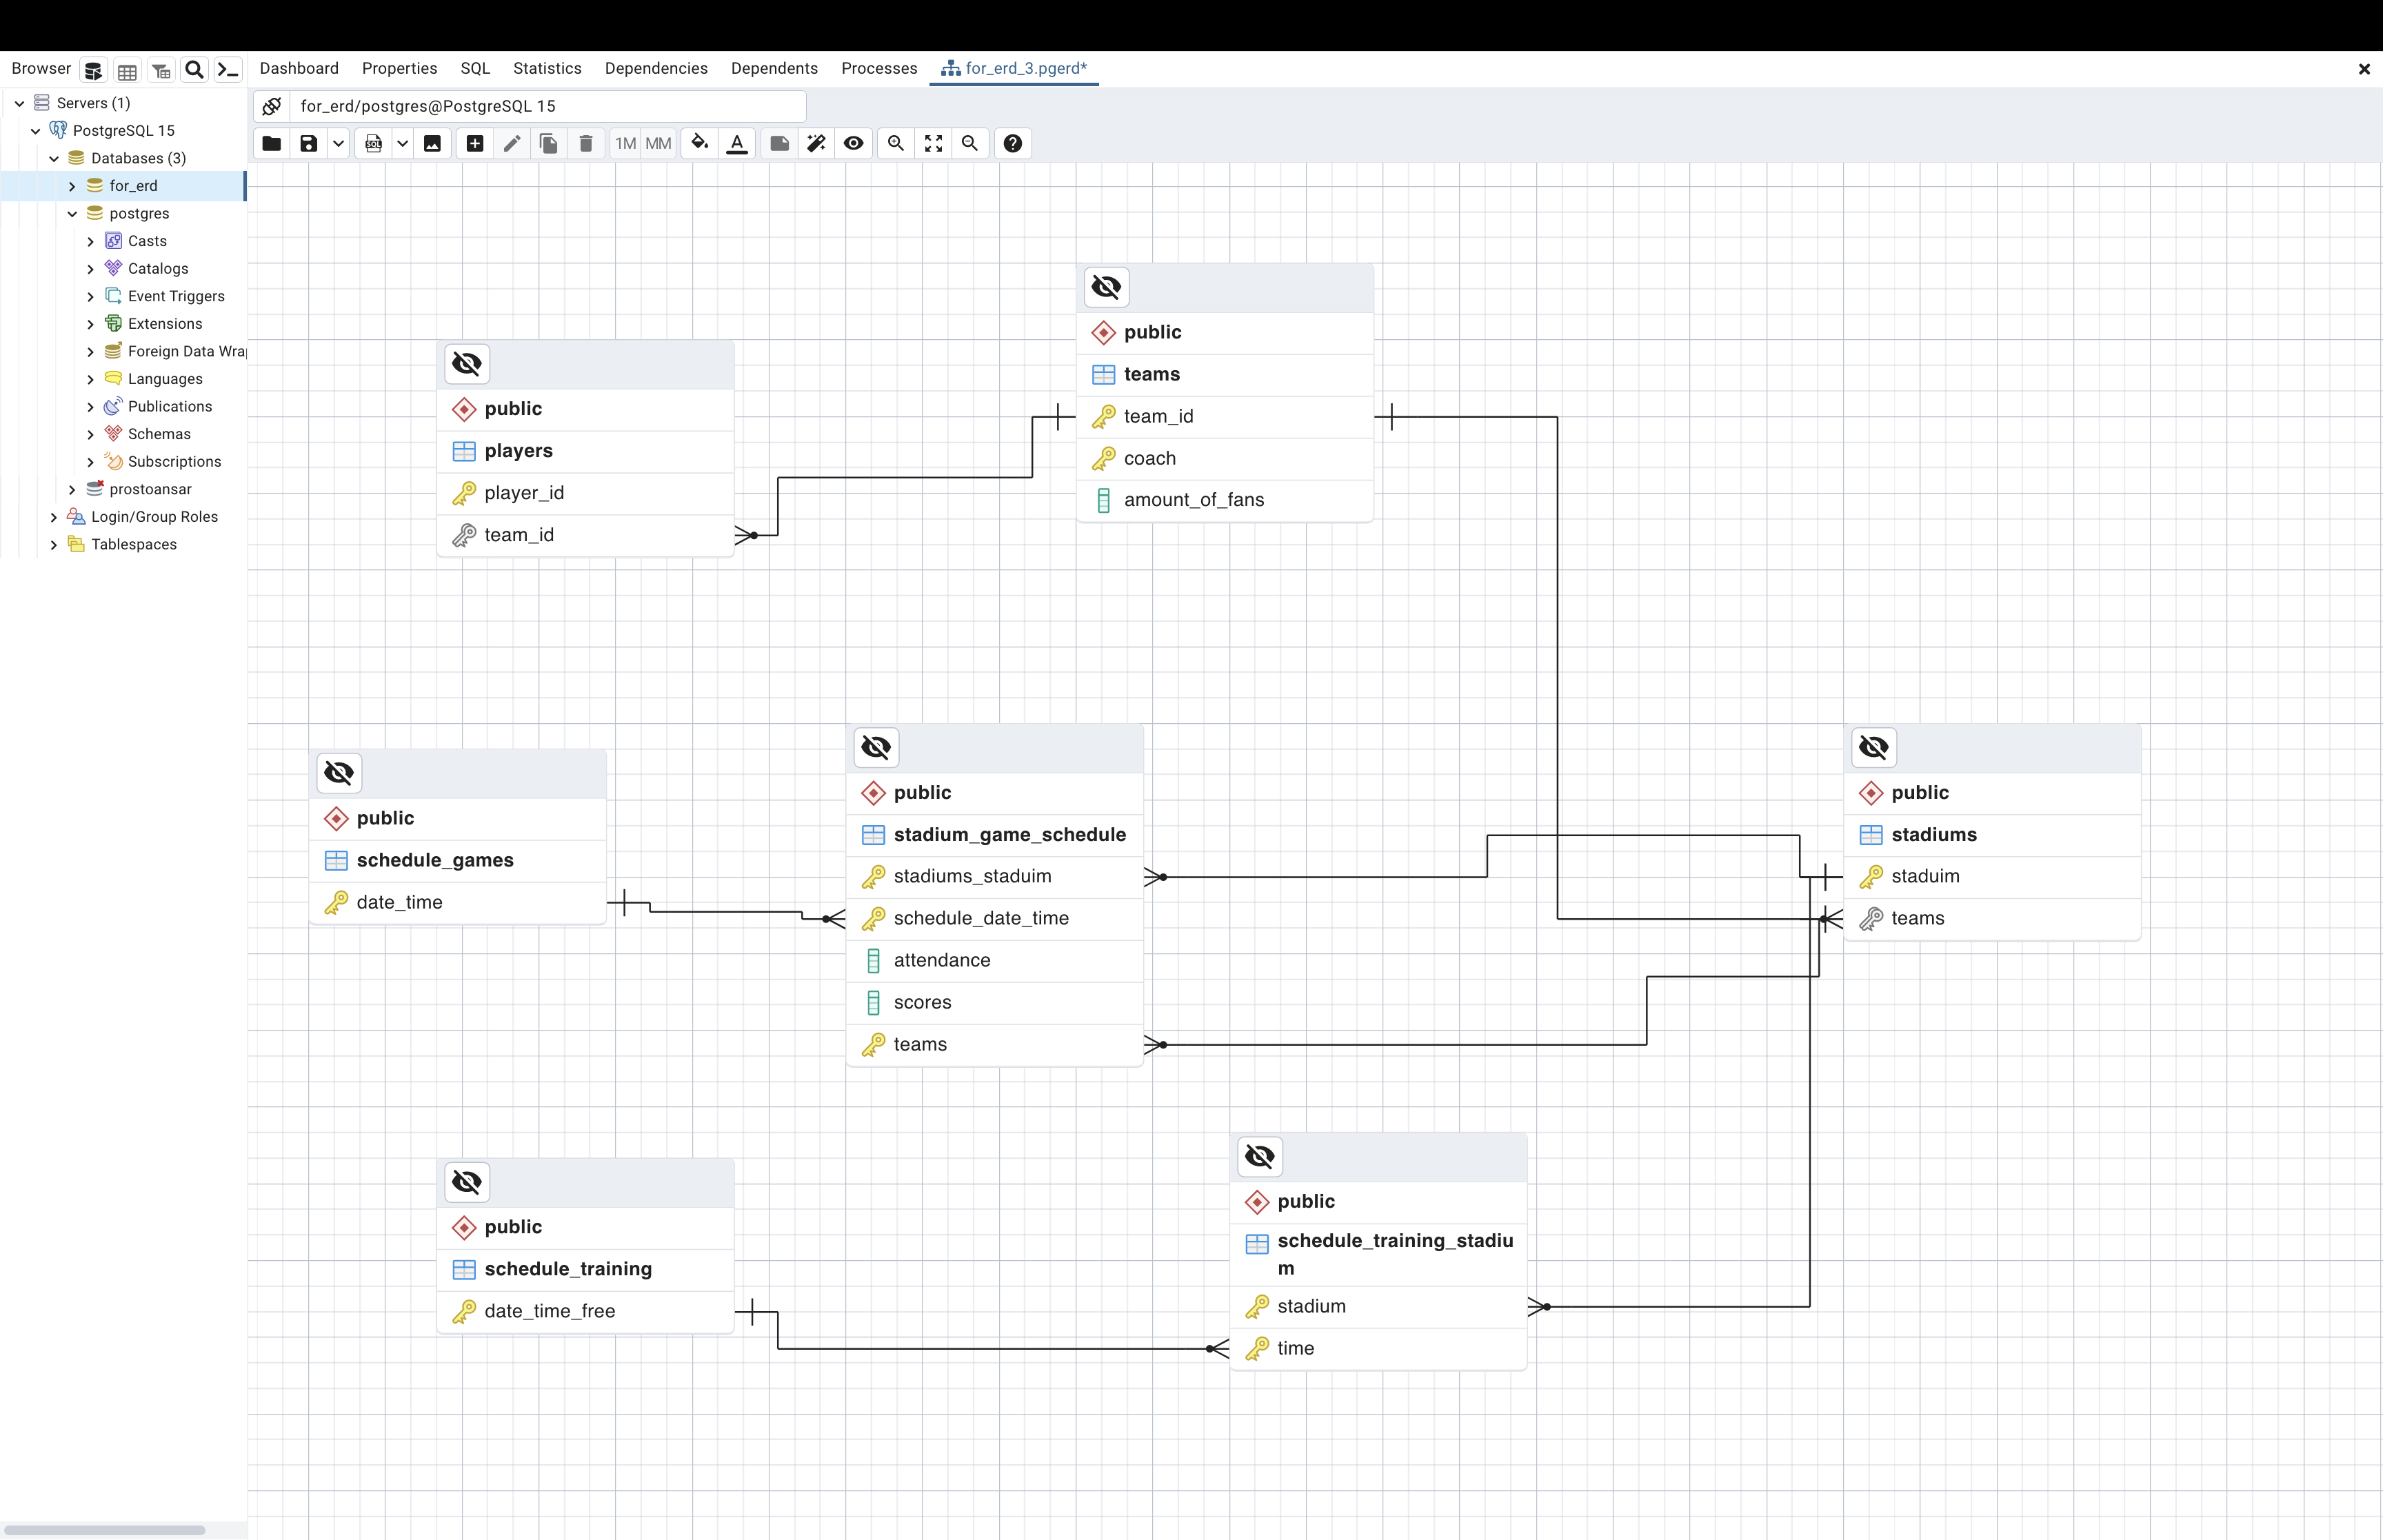 Browser
Dashboard Properties SQL Statistics Dependencies Dependents Processes for_erd_3.pgerd*
Servers (1)
PostgreSQL 15
Databases (3)
for_erd
postgres
Casts
Catalogs
Event Triggers
Extensions
Foreign Data Wra
Languages
Publications
Schemas
Subscriptions
prostoansar
Login/Group Roles
Tablespaces
for_erd/postgres@PostgreSQL 15
SQL 1M MM A
public
teams
team_id
coach
amount_of_fans
public
players
player_id
team_id
public
schedule_games
date_time
public
stadium_game_schedule
stadiums_staduim
schedule_date_time
attendance
scores
teams
public
stadiums
staduim
teams
public
schedule_training
date_time_free
public
schedule_training_stadiu
m
stadium
time